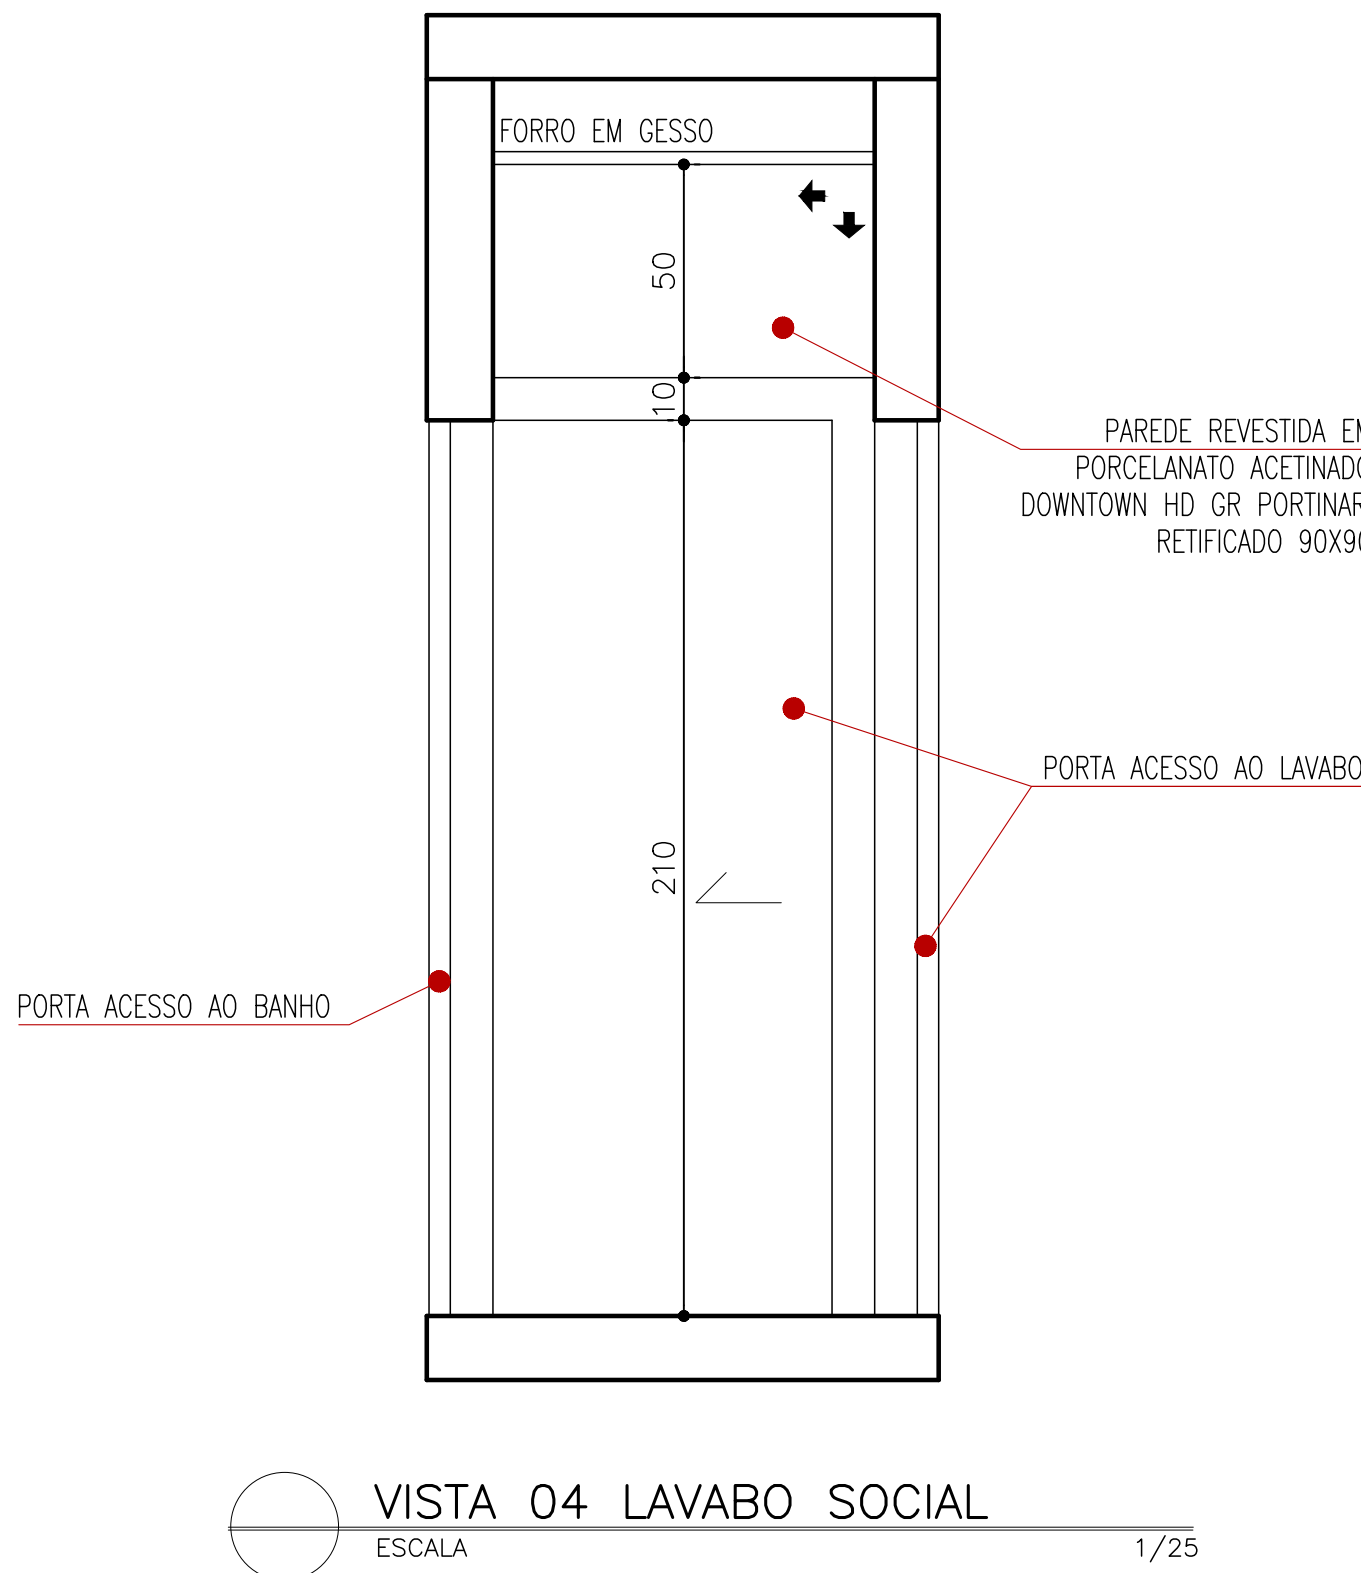 FORRO EM GESSO
50
10
PAREDE REVESTIDA EM
PORCELANATO ACETINADO
DOWNTOWN HD GR PORTINAR
RETIFICADO 90X90
PORTA ACESSO AO LAVABO
210
PORTA ACESSO AO BANHO
VISTA 04 LAVABO SOCIAL
ESCALA 1/25